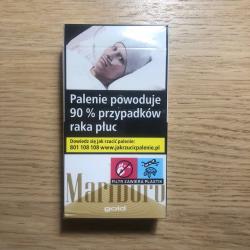 Palenie powoduje
90 % przypadków
raka płuc
Dowiedz się jak rzucić palenie:
801 108 108 www.jakrzucicpalenie.pl
FILTR ZAWIERA PLASTIK
Marlboro
gold